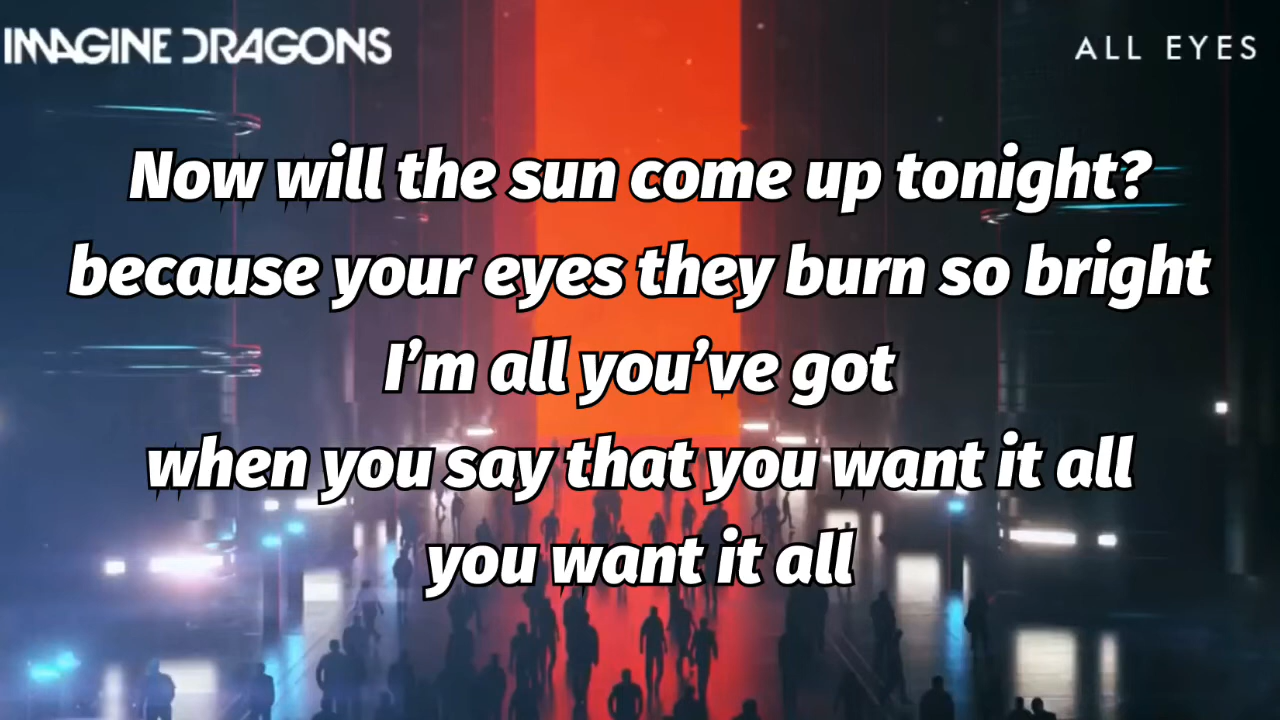 IMAGINE DRAGONS
ALL EYES
Now will the sun come up tonight?
because your eyes they burn so bright
I’m all you’ve got
when you say that you want it all
you want it all